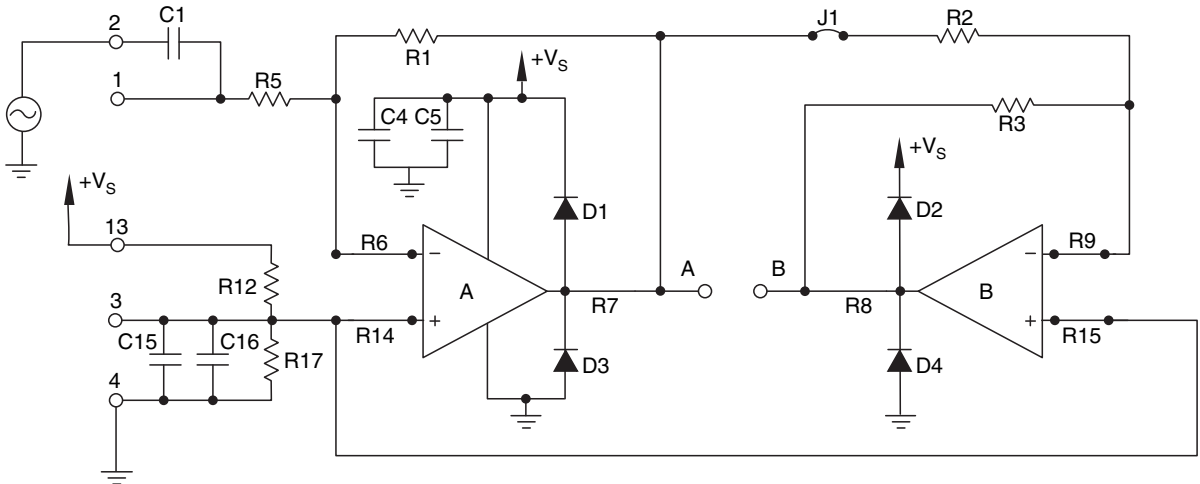 2
C1
J1
R2
R1
+VS
1
R5
C4
C5
R3
+VS
+VS
D1
D2
13
R6
−
−
R9
R12
A
A
B
B
R7
R8
3
R14
+
+
R15
C15
C16
R17
D3
D4
4